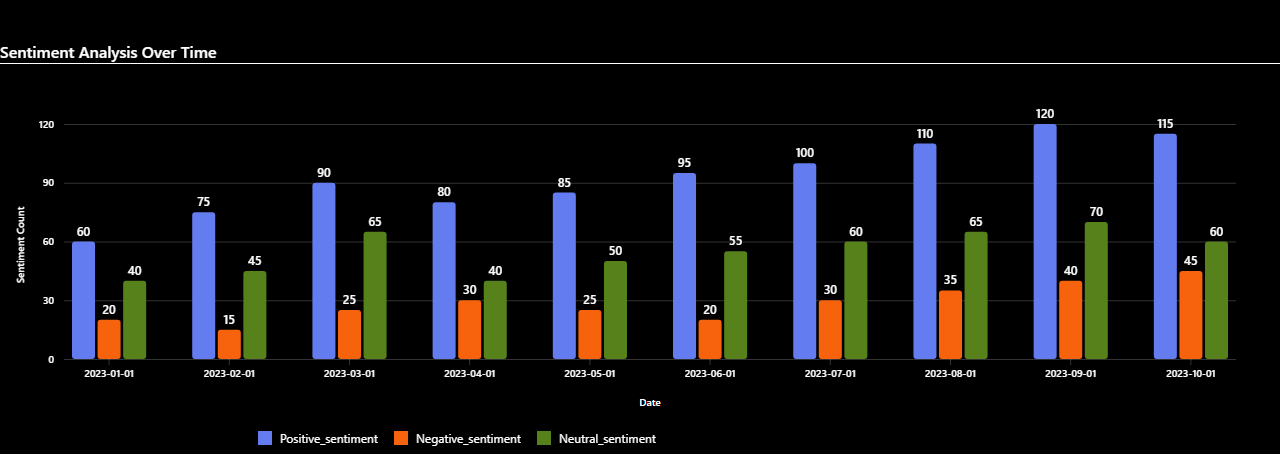 Sentiment Analysis Over Time
120
90
60
30
0
Sentiment Count
60 20 40
75 15 45
90 25 65
80 30 40
85 25 50
95 20 55
100 30 60
110 35 65
120 40 70
115 45 60
2023-01-01 2023-02-01 2023-03-01 2023-04-01 2023-05-01 2023-06-01 2023-07-01 2023-08-01 2023-09-01 2023-10-01
Date
Positive_sentiment Negative_sentiment Neutral_sentiment